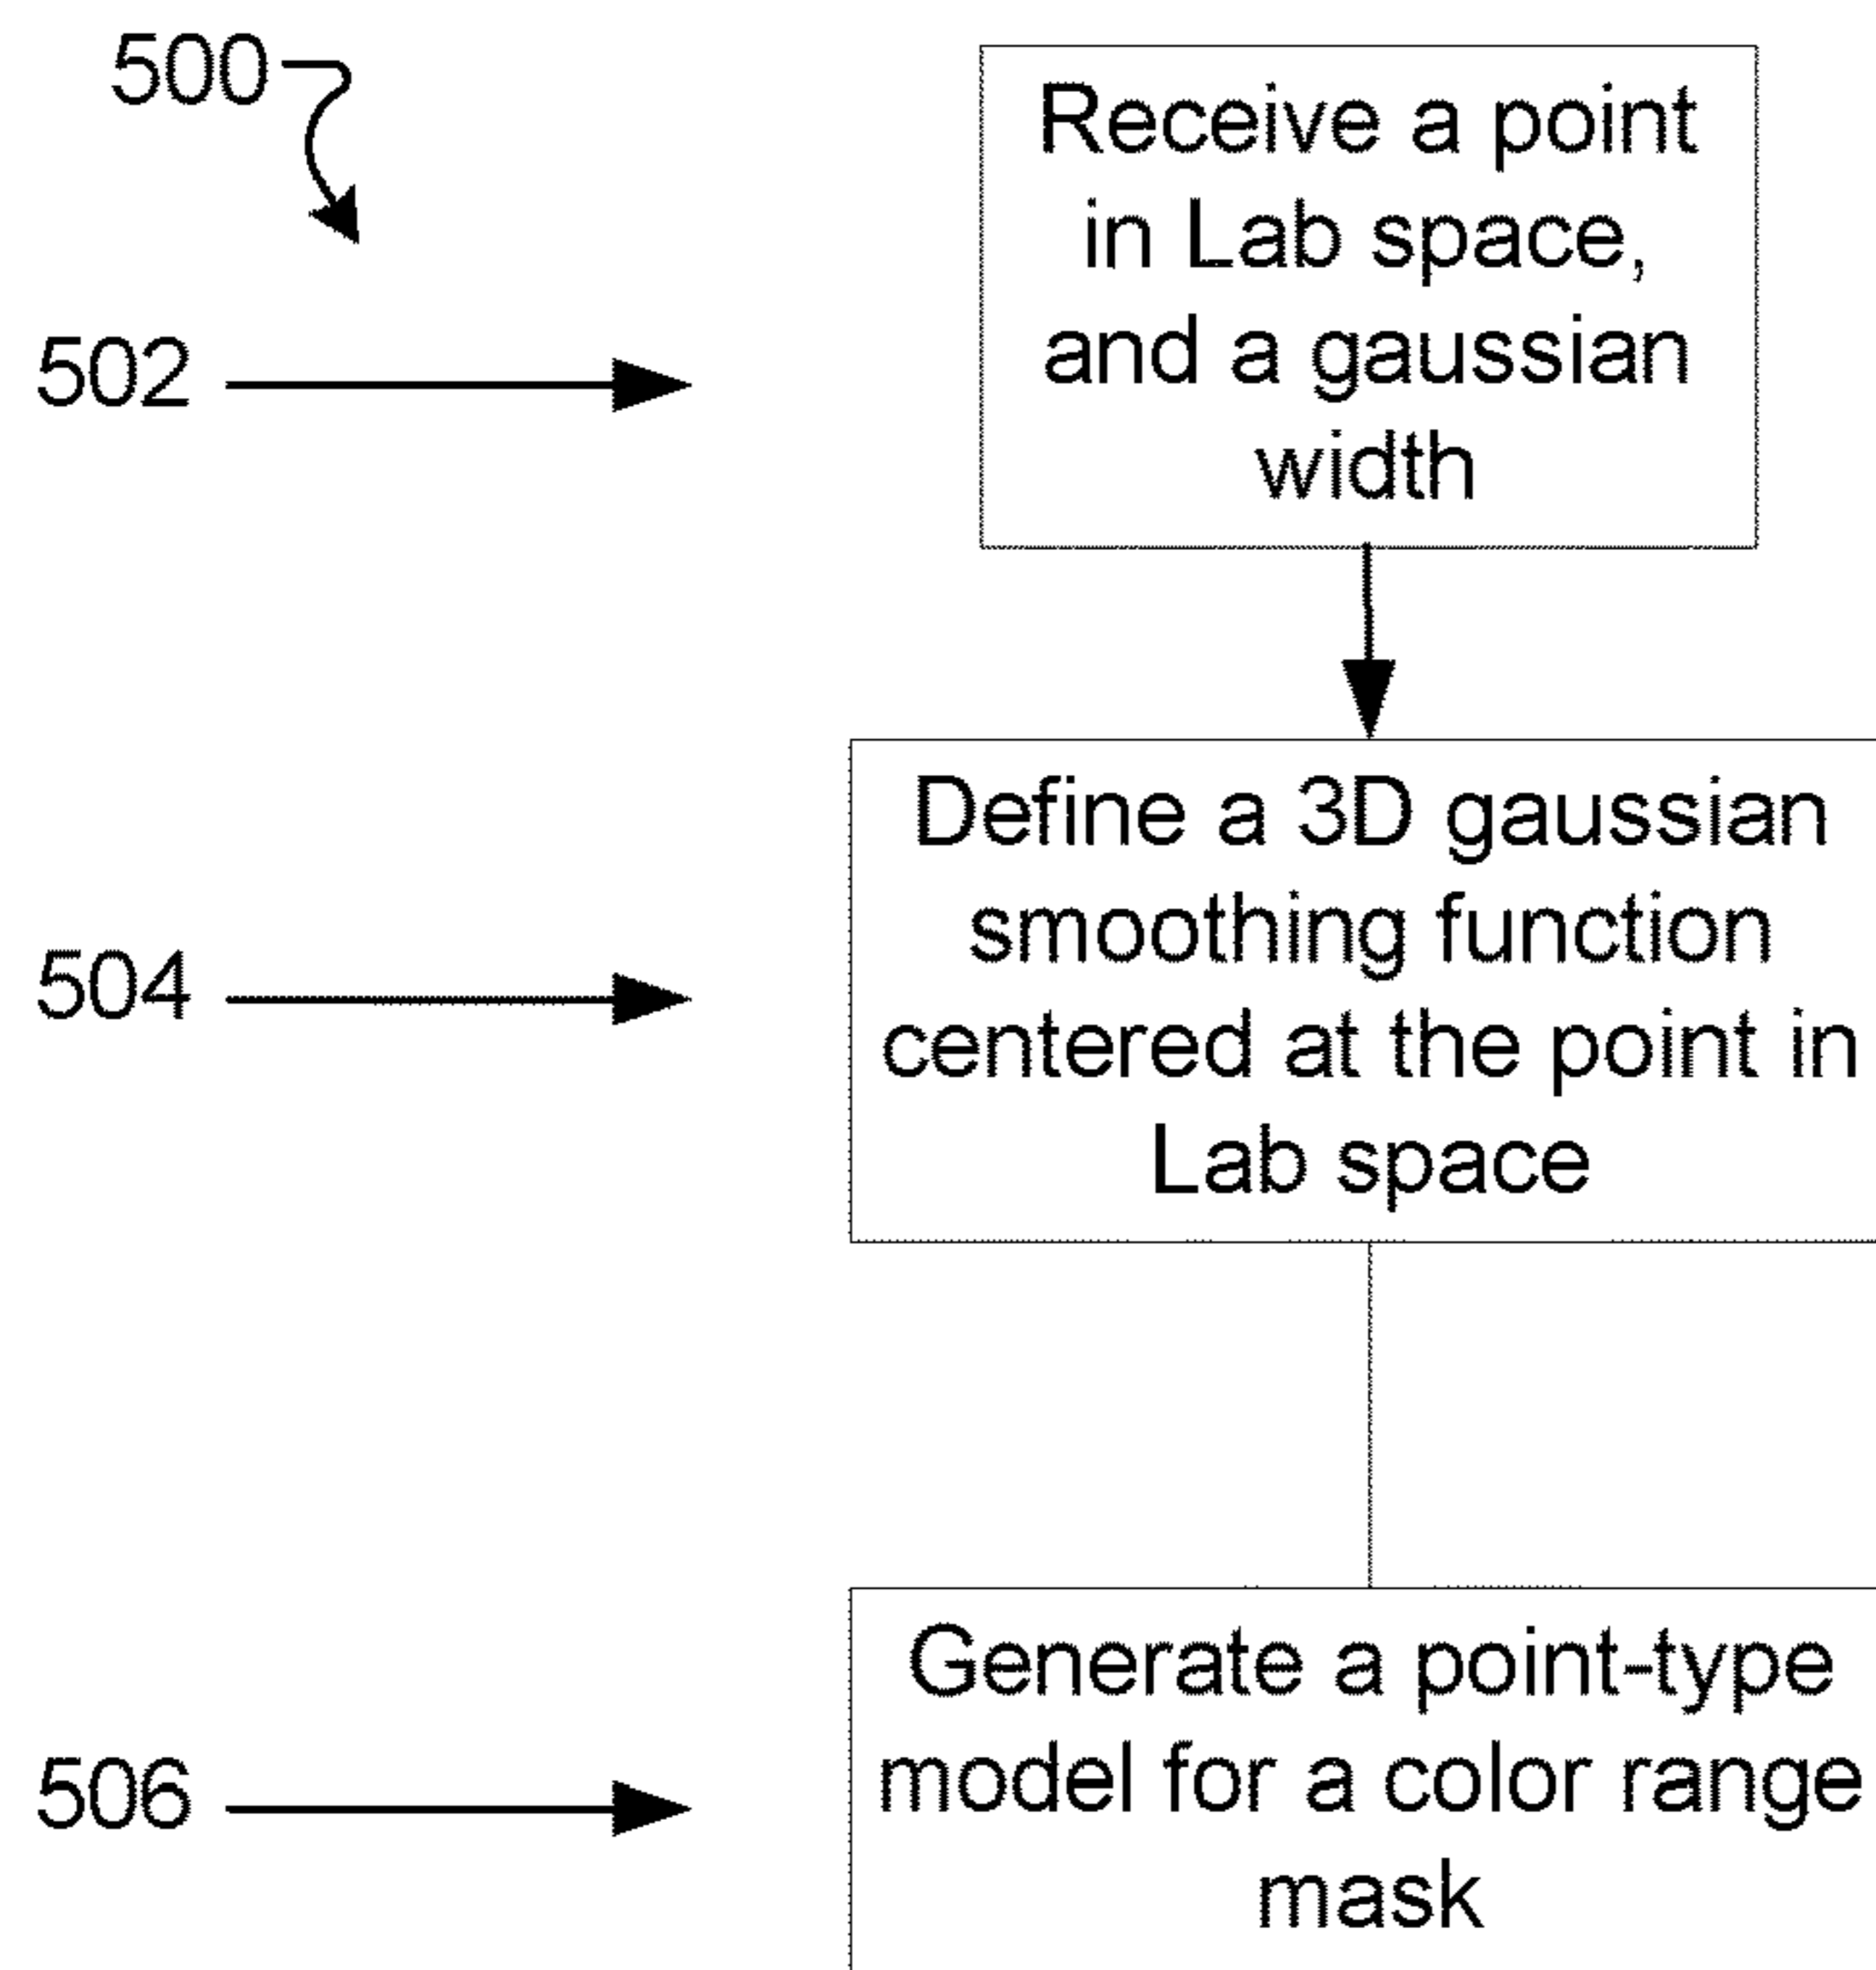 500
Receive a point
in Lab space,
and a gaussian
width
502
Define a 3D gaussian
smoothing function
centered at the point in
Lab space
504
Generate a point-type
model for a color range
mask
506